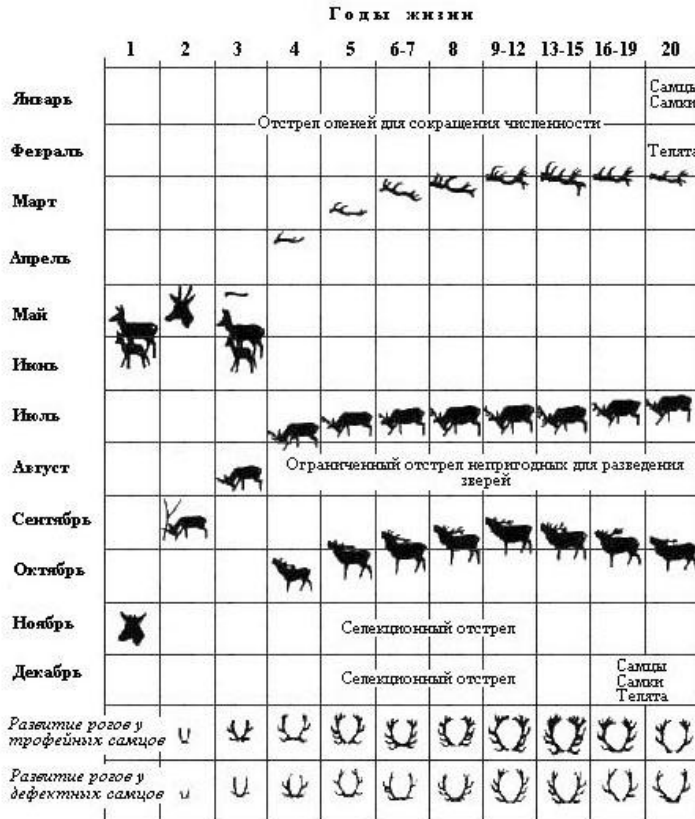 Годы жизни
1 2 3 4 5 6-7 8 9-12 13-15 16-19 20
Январь
Самцы
Самки
Отстрел оленей для сокращения численности
Февраль
Телята
Март
Апрель
Май
Июнь
Июль
Август
Ограниченный отстрел непригодных для разведения
зверей
Сентябрь
Октябрь
Ноябрь
Селекционный отстрел
Декабрь
Селекционный отстрел
Самцы
Самки
Телята
Развитие рогов у
трофейных самцов
Развитие рогов у
дефектных самцов